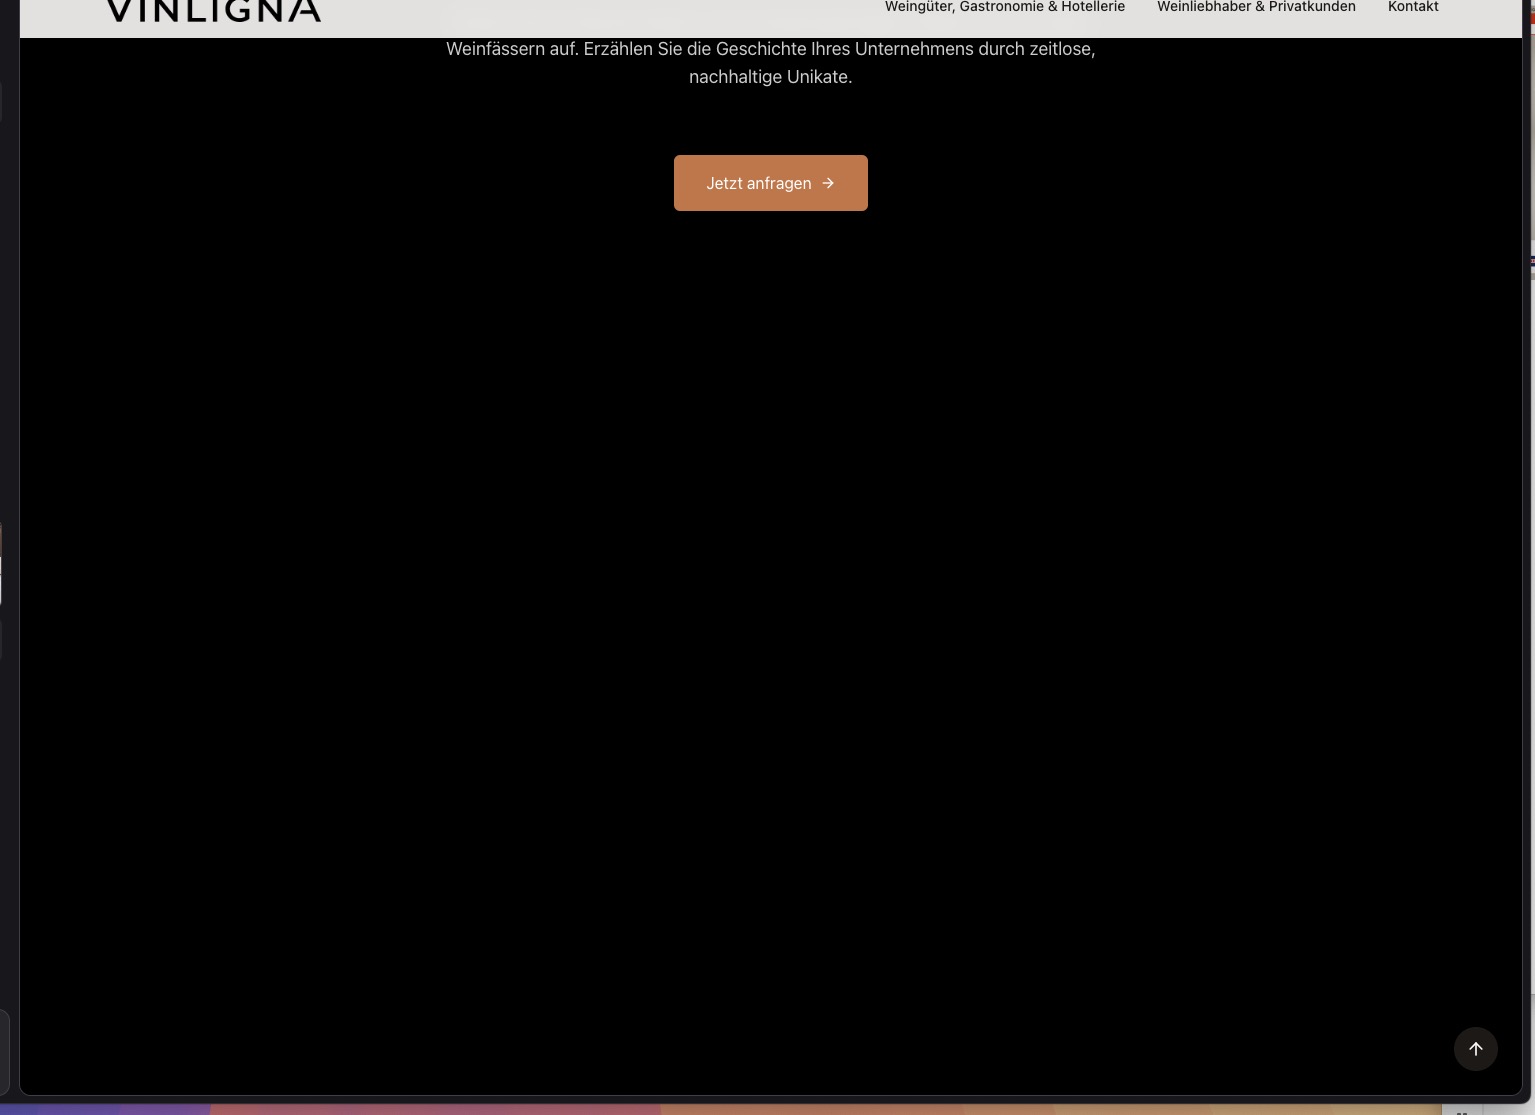 VINLIGNA
Weingüter, Gastronomie & Hotellerie
Weinliebhaber & Privatkunden
Kontakt
Weinfässern auf. Erzählen Sie die Geschichte Ihres Unternehmens durch zeitlose,
nachhaltige Unikate.
Jetzt anfragen →